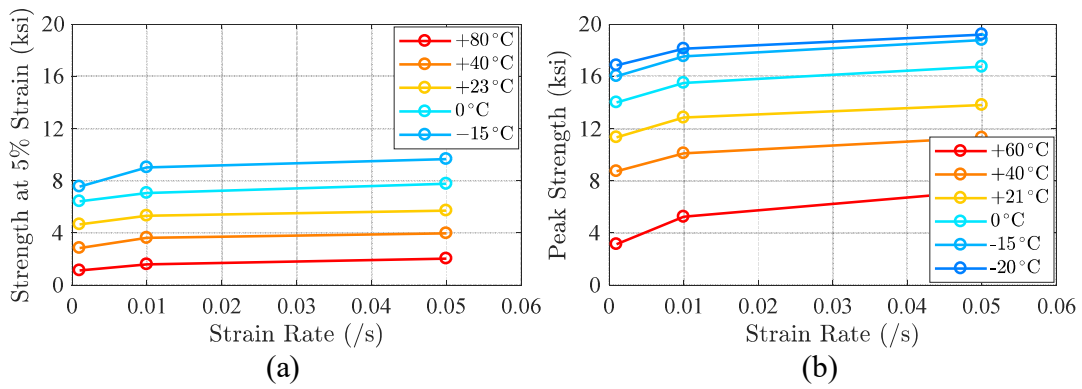 Strength at 5% Strain (ksi)
20
16
12
8
4
0
0
0.01
0.02
0.03
0.04
0.05
0.06
Strain Rate (/s)
+80°C
+40°C
+23°C
0°C
−15°C
(a)
Peak Strength (ksi)
20
16
12
8
4
0
0
0.01
0.02
0.03
0.04
0.05
0.06
Strain Rate (/s)
+60°C
+40°C
+21°C
0°C
-15°C
-20°C
(b)